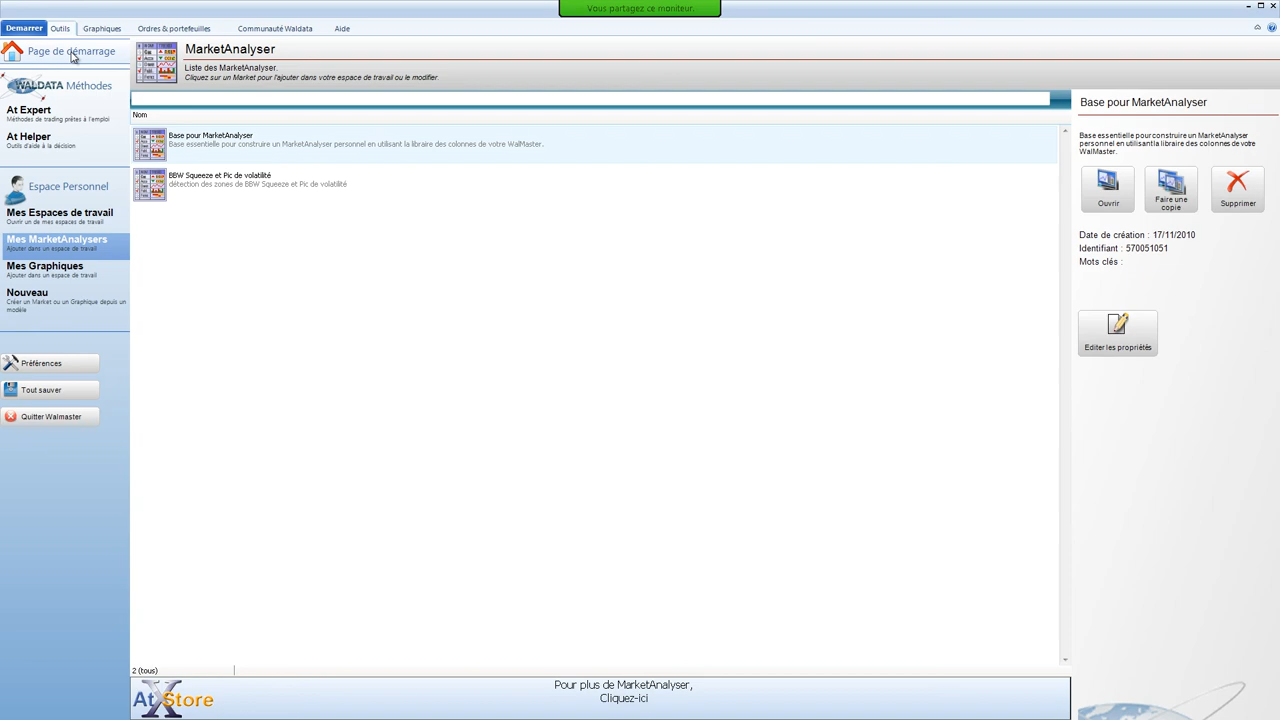 Vous partagez ce moniteur.
Demarrer Outils Graphiques Ordres & portefeuilles Communauté Waldata Aide
Page de démarrage
WALDATA Méthodes
At Expert
Méthodes de trading prêtes à l'emploi
At Helper
Outils d'aide à la décision
Espace Personnel
Mes Espaces de travail
Ouvrir un de mes espaces de travail
Mes MarketAnalysers
Ajouter dans un espace de travail
Mes Graphiques
Ajouter dans un espace de travail
Nouveau
Créer un Market ou un Graphique depuis un
modèle
Préférences
Tout sauver
Quitter Walmaster
MarketAnalyser
Liste des MarketAnalyser.
Cliquez sur un Market pour l'ajouter dans votre espace de travail ou le modifier.
Nom
Base pour MarketAnalyser
Base essentielle pour construire un MarketAnalyser personnel en utilisant la libraire des colonnes de votre WalMaster.
BBW Squeeze et Pic de volatilité
détection des zones de BBW Squeeze et Pic de volatilité
2 (tous)
At X Store
Pour plus de MarketAnalyser,
Cliquez-ici
Base pour MarketAnalyser
Base essentielle pour construire un MarketAnalyser
personnel en utilisant la libraire des colonnes de votre
WalMaster.
Ouvrir
Faire une
copie
Supprimer
Date de création : 17/11/2010
Identifiant : 570051051
Mots clés :
Editer les propriétés